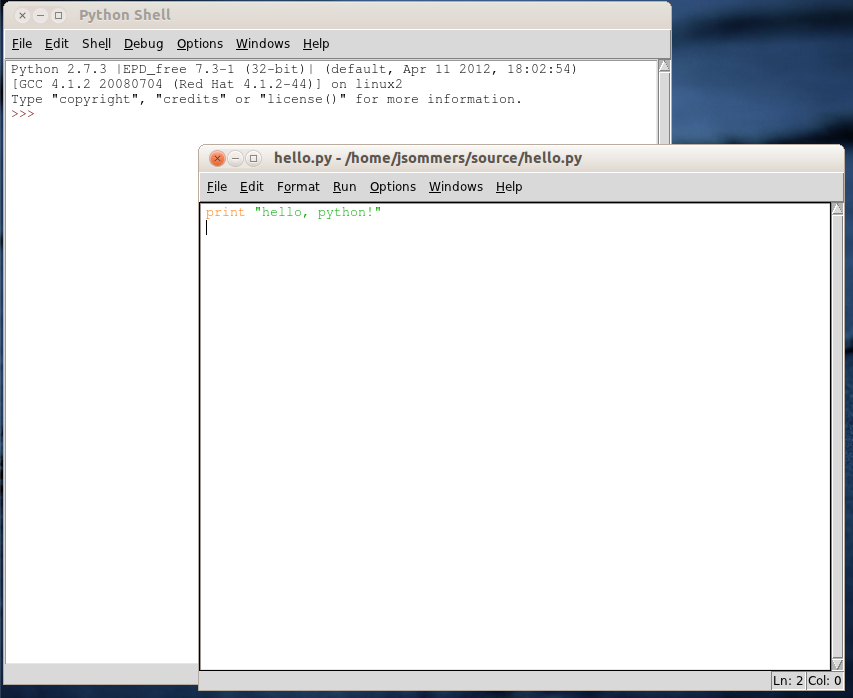 Python Shell
File Edit Shell Debug Options Windows Help
Python 2.7.3 |EPD_free 7.3-1 (32-bit)| (default, Apr 11 2012, 18:02:54)
[GCC 4.1.2 20080704 (Red Hat 4.1.2-44)] on linux2
Type "copyright", "credits" or "license()" for more information.
>>>
hello.py - /home/jsommers/source/hello.py
File Edit Format Run Options Windows Help
print "hello, python!"
Ln: 2 Col: 0